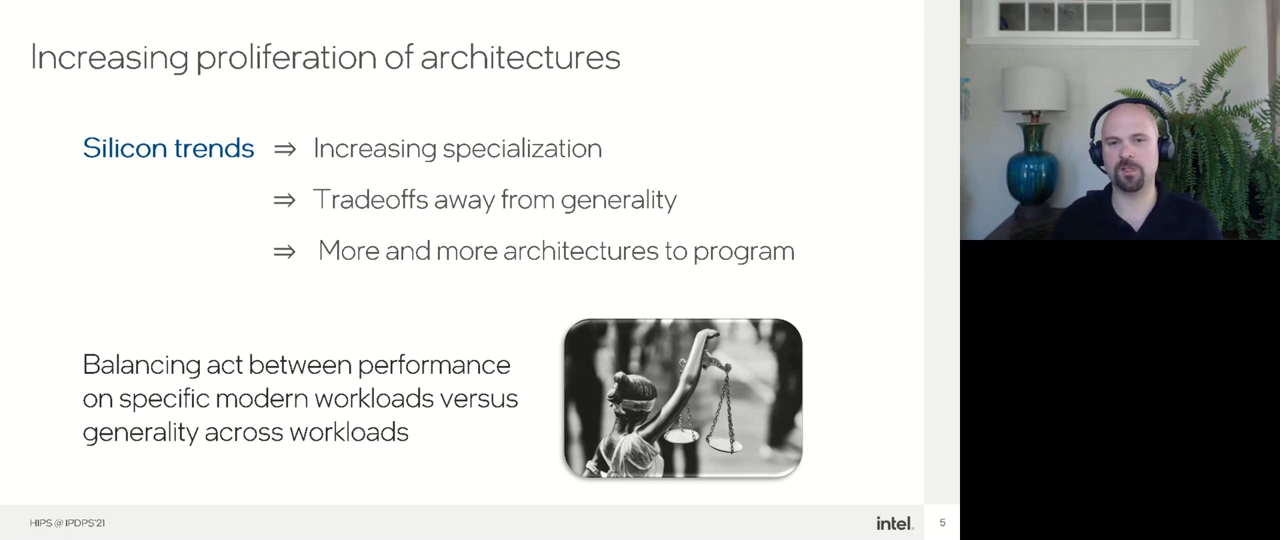 Increasing proliferation of architectures
Silicon trends ⇒ Increasing specialization
⇒ Tradeoffs away from generality
⇒ More and more architectures to program
Balancing act between performance
on specific modern workloads versus
generality across workloads
HIPS @ IPDPS'21
intel.
5